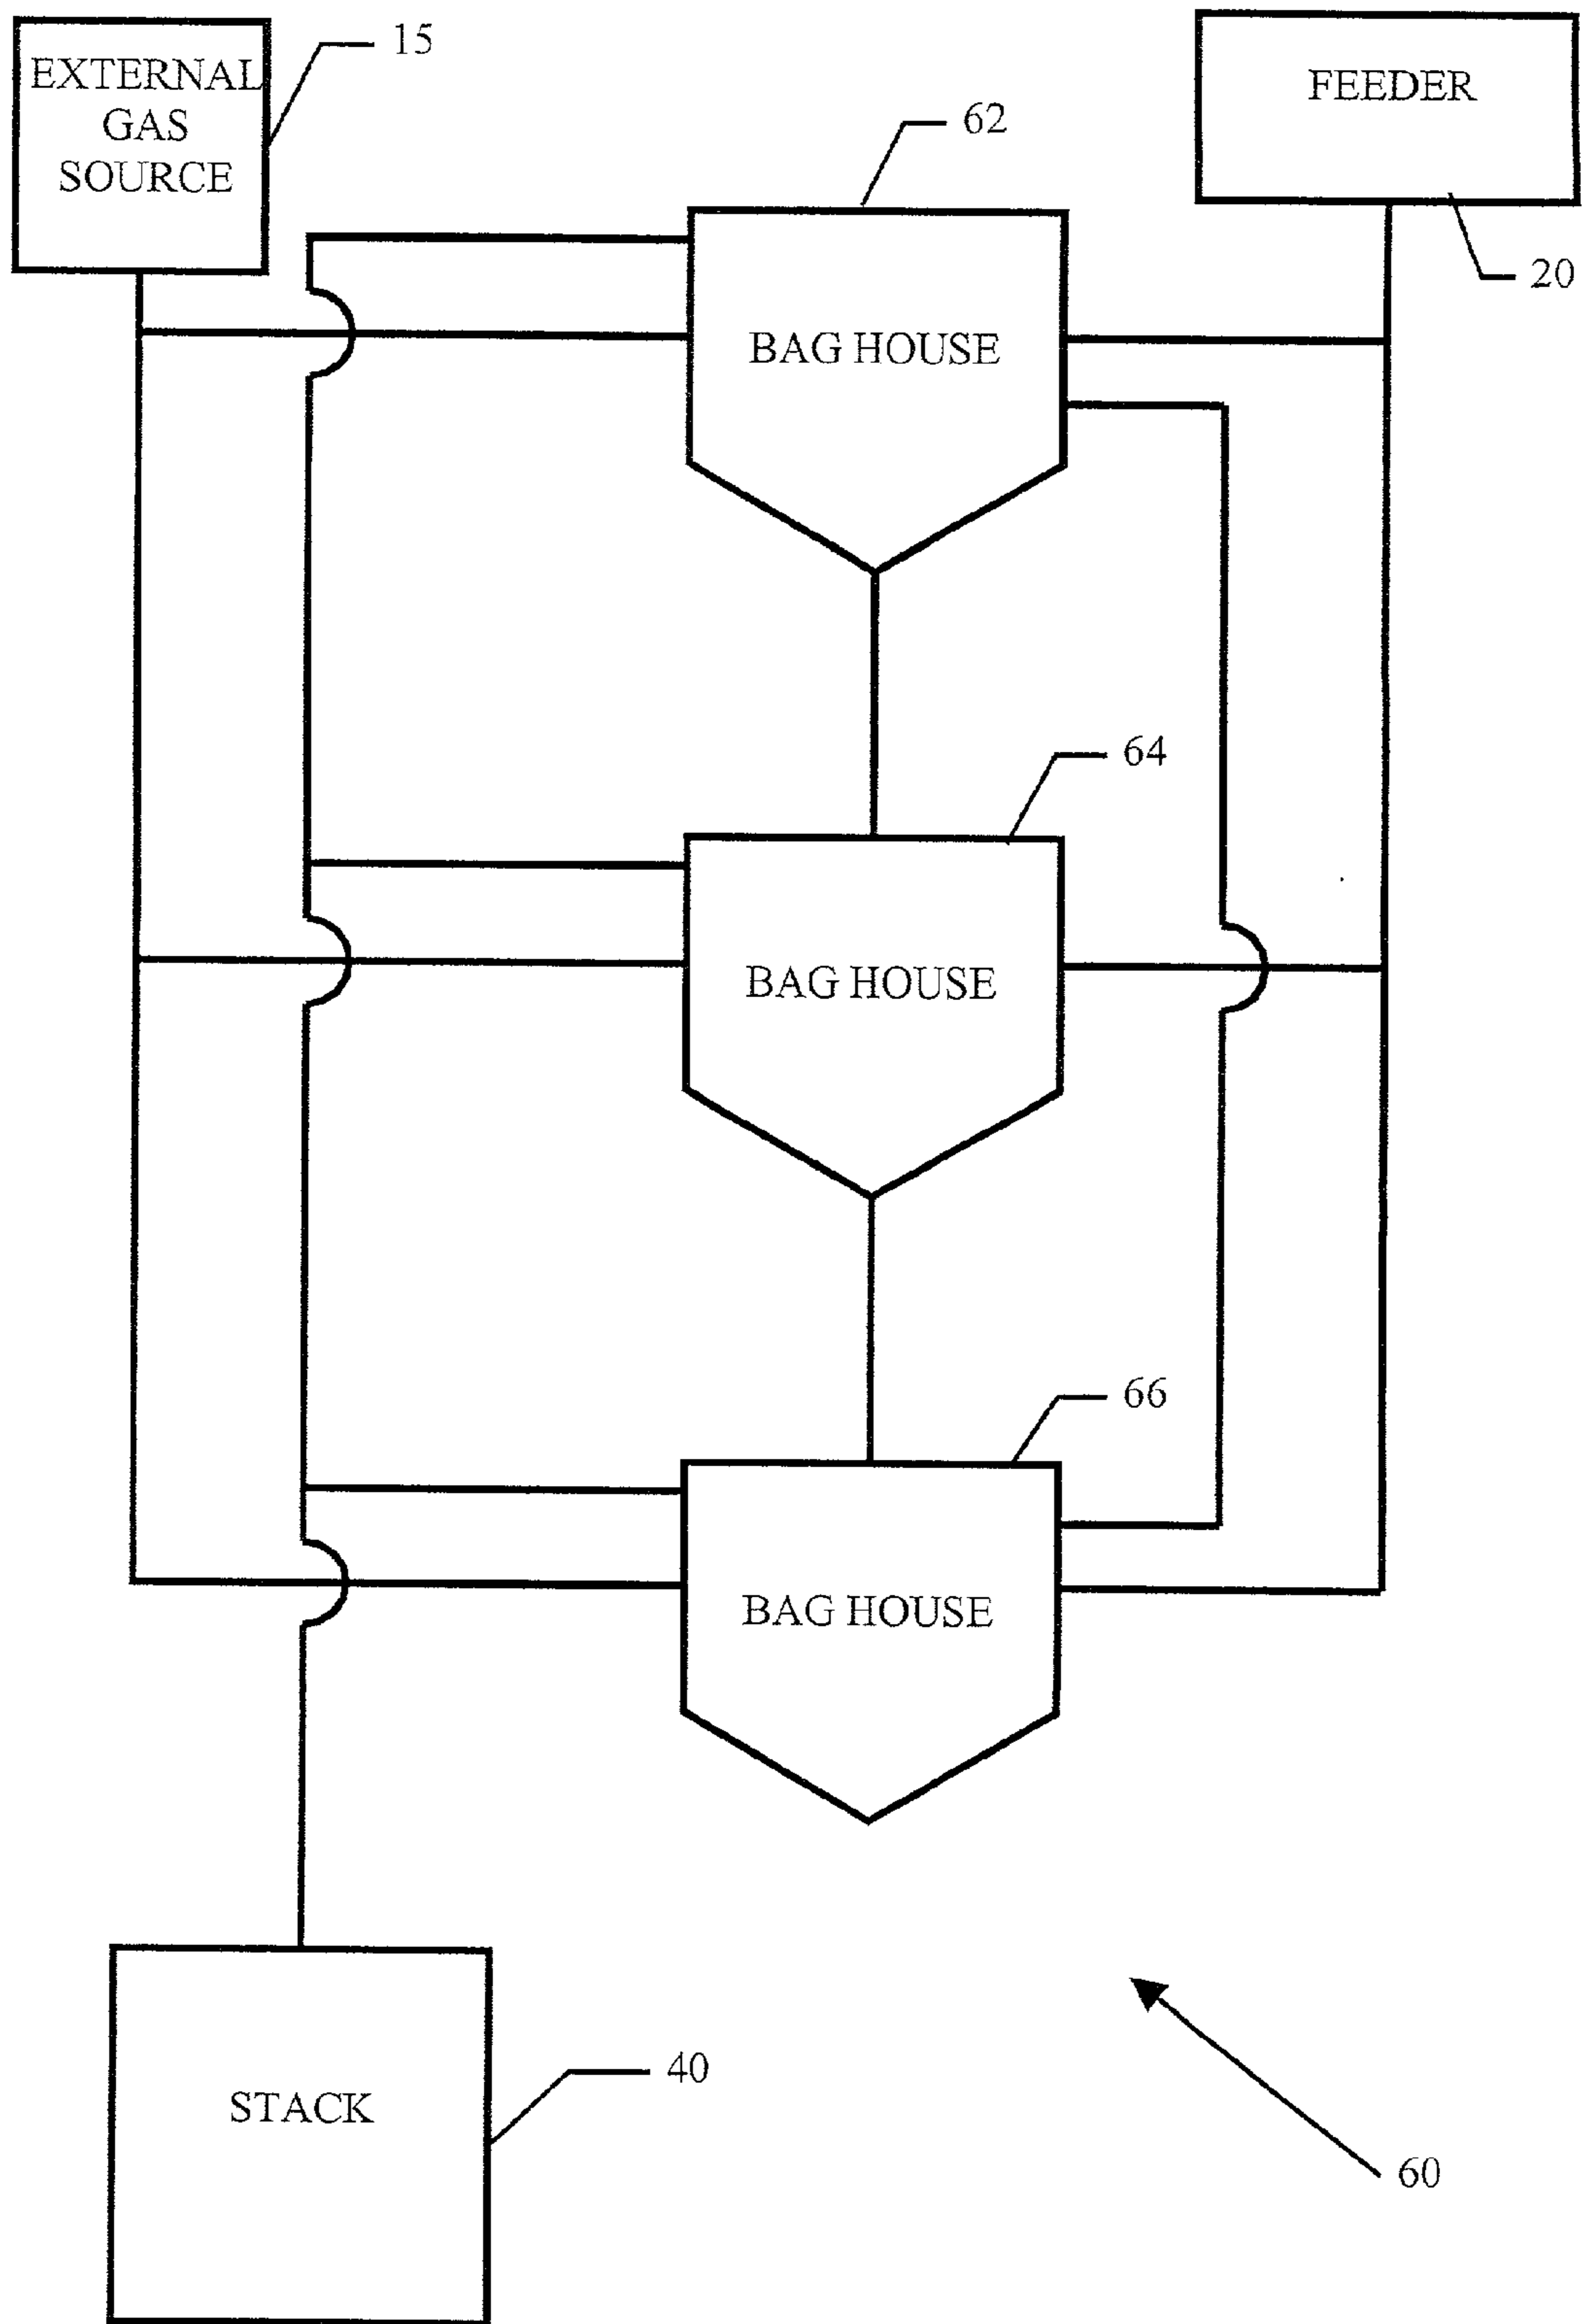 EXTERNAL
GAS
SOURCE
15
FEEDER
20
62
BAG HOUSE
64
BAG HOUSE
66
BAG HOUSE
STACK
40
60